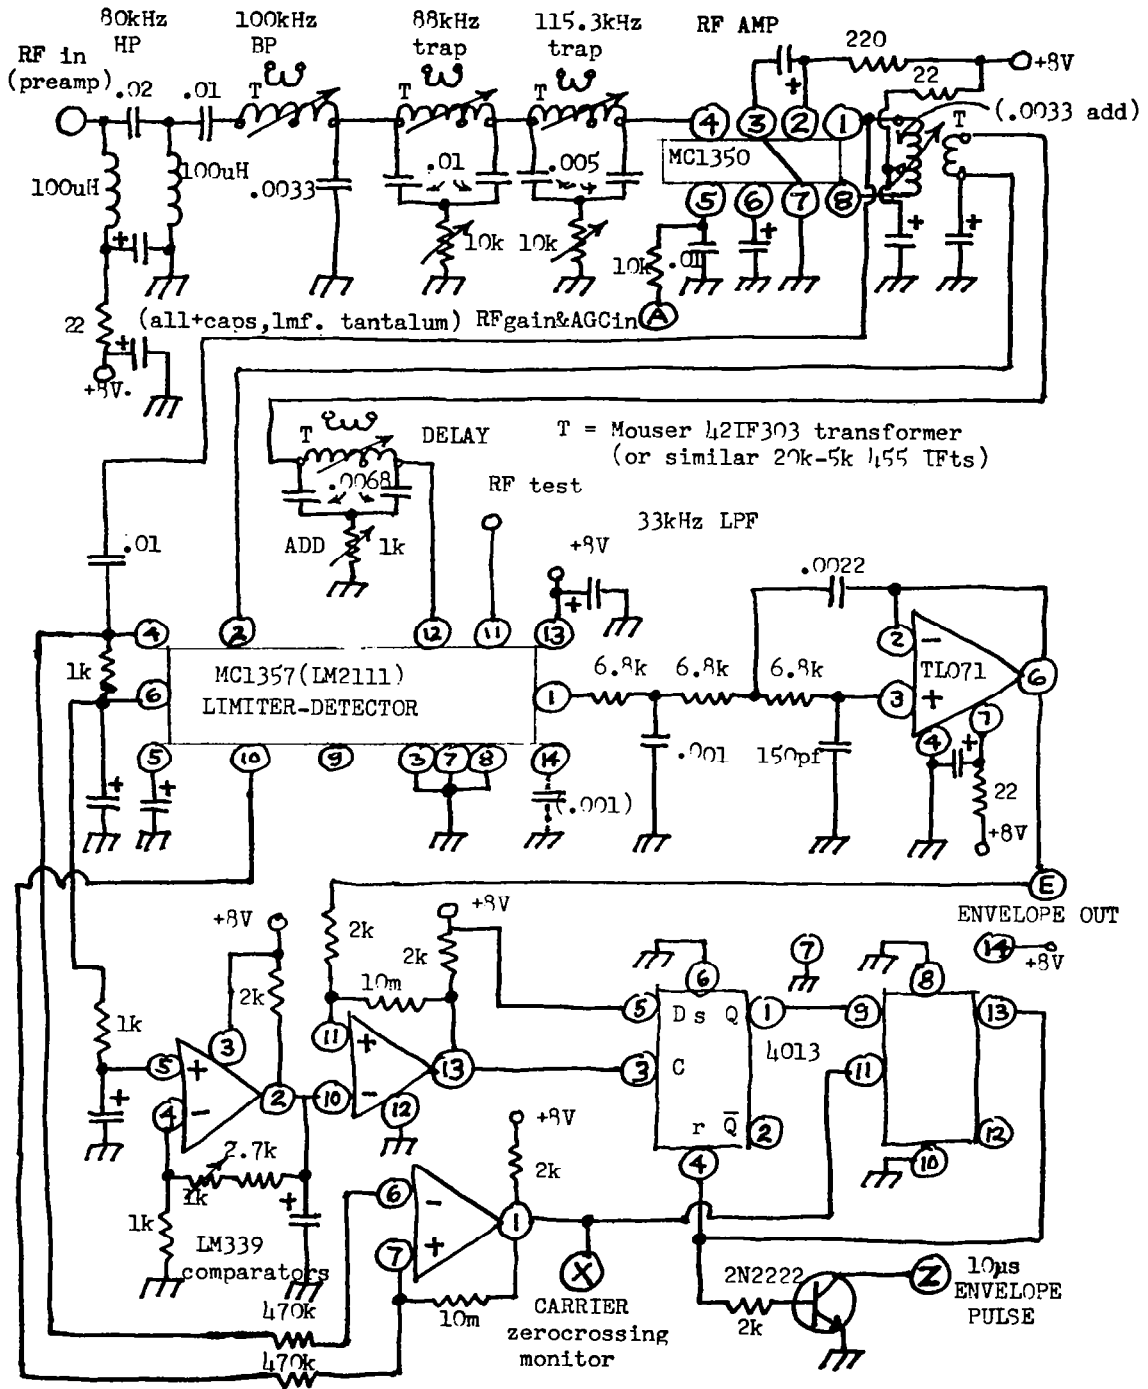 80kHz
HP
100kHz
BP
88kHz
trap
115.3kHz
trap
RF AMP
RF in
(preamp)
.02
.01
T
T
T
220
+8V
22
(.0033 add)
T
4
3
2
1
MC1350
5
6
7
8
100uH
100uH
.0033
.01
.005
10k
10k
10k
.01
+
+
+
+
+
22
(all+caps,1mf. tantalum)
RFgain&AGCin
A
+
+8V.
T
DELAY
.0068
ADD
1k
T = Mouser 42IF303 transformer
(or similar 20k-5k 455 IFts)
RF test
33kHz LPF
.01
+8V
+
.0022
4
2
12
11
13
1k
MC1357(LM2111)
LIMITER-DETECTOR
6
1
6.8k
6.8k
6.8k
2
-
TL071
3
+
6
7
4
+
5
10
9
3
7
8
14
(.001)
.001
150pf
22
+8V
+
+
E
ENVELOPE OUT
+8V
2k
+8V
2k
2k
10m
1k
3
5
+
4
-
2
11
+
10
-
13
12
+
6
5
D s Q
1
3
C
4013
r Q
2
4
7
14
+8V
8
9
13
11
12
10
+8V
2k
2.7k
1k
1k
+
LM339
comparators
6
-
7
+
1
X
CARRIER
zerocrossing
monitor
10m
470k
470k
2N2222
2k
Z
10µs
ENVELOPE
PULSE